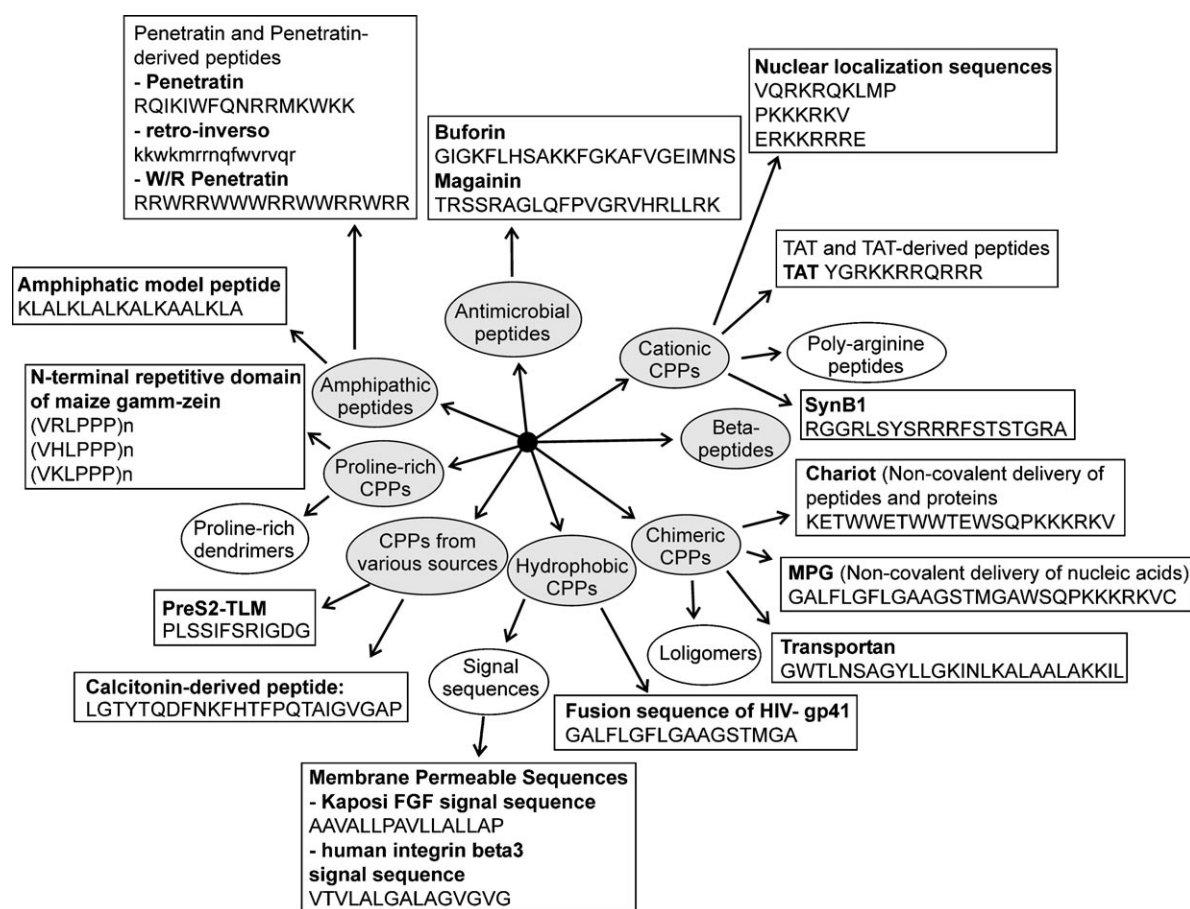 Penetratin and Penetratin-
derived peptides
- Penetratin
RQIKIWFQNRRMKWKK
- retro-inverso
kkwkmrrnqfwvrvqr
- W/R Penetratin
RRWRRWWWRRWWRRWRR
Buforin
GIGKFLHSAKKFGKAFVGEIMNS
Magainin
TRSSRAGLQFPVGRVHRLLRK
Nuclear localization sequences
VQRKRQKLMP
PKKKRKV
ERKKRRRE
TAT and TAT-derived peptides
TAT YGRKKRRQRRR
Amphiphatic model peptide
KLALKLALKALKAALKLA
Antimicrobial
peptides
Cationic
CPPs
Poly-arginine
peptides
N-terminal repetitive domain
of maize gamm-zein
(VRLPPP)n
(VHLPPP)n
(VKLPPP)n
Amphipathic
peptides
SynB1
RGGRLSYSRRRFSTSTGRA
Beta-
peptides
Proline-rich
CPPs
Chariot (Non-covalent delivery of
peptides and proteins
KETWWETWWTEWSQPKKKRKV
Proline-rich
dendrimers
CPPs from
various sources
Hydrophobic
CPPs
Chimeric
CPPs
MPG (Non-covalent delivery of nucleic acids)
GALFLGFLGAAGSTMGAWSQPKKKRKVC
PreS2-TLM
PLSSIFSRIGDG
Signal
sequences
Loligomers
Transportan
GWTLNSAGYLLGKINLKALAALAKKIL
Calcitonin-derived peptide:
LGTYTQDFNKFHTFPQTAIGVGAP
Fusion sequence of HIV- gp41
GALFLGFLGAAGSTMGA
Membrane Permeable Sequences
- Kaposi FGF signal sequence
AAVALLPAVLLALLAP
- human integrin beta3
signal sequence
VTVLALGALAGVGVG